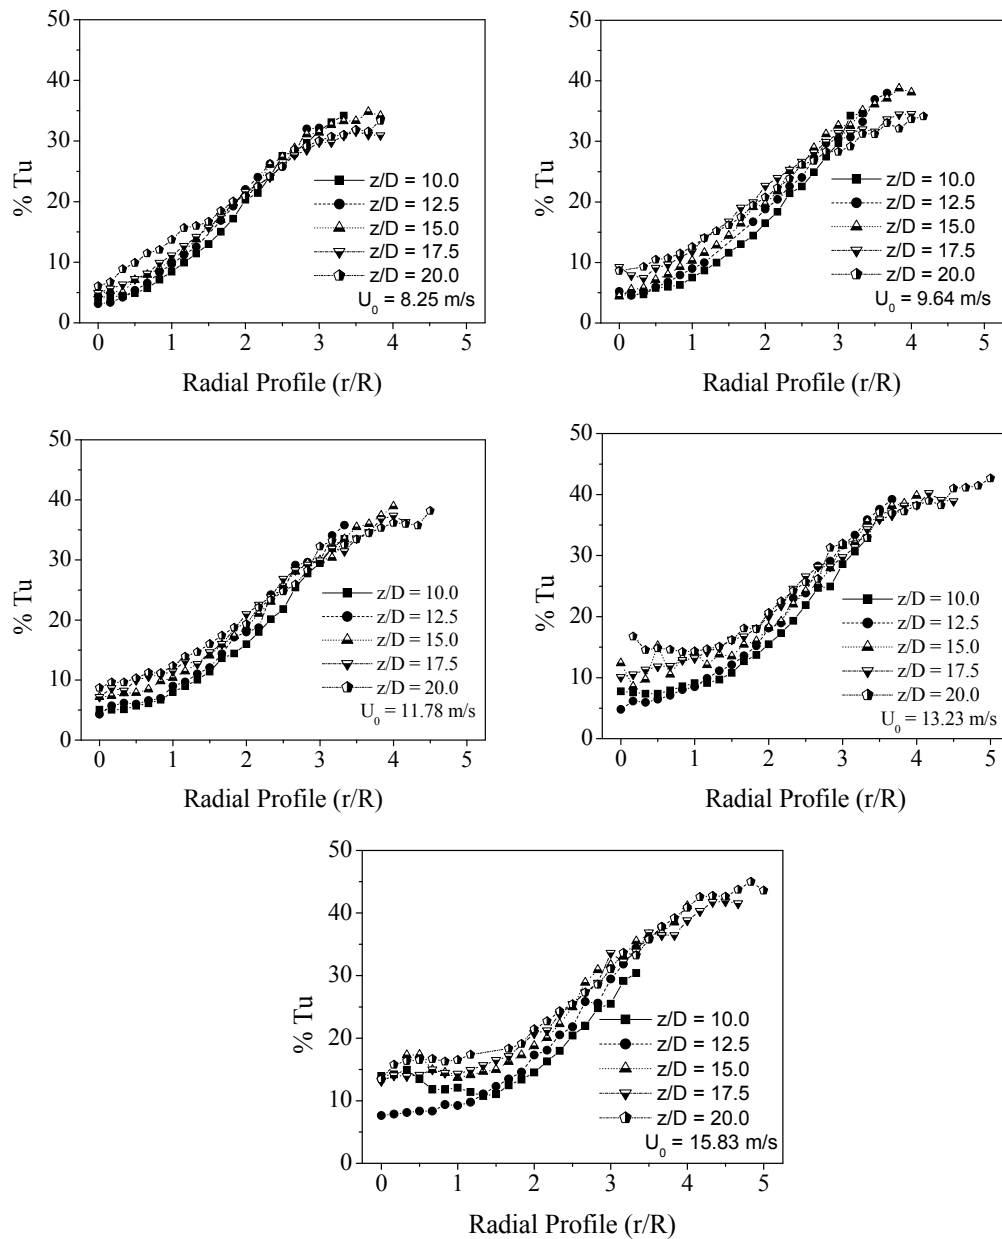 50
40
30
20
10
0
% Tu
z/D = 10.0
z/D = 12.5
z/D = 15.0
z/D = 17.5
z/D = 20.0
U0 = 8.25 m/s
0 1 2 3 4 5
Radial Profile (r/R)
50
40
30
20
10
0
% Tu
z/D = 10.0
z/D = 12.5
z/D = 15.0
z/D = 17.5
z/D = 20.0
U0 = 9.64 m/s
0 1 2 3 4 5
Radial Profile (r/R)
50
40
30
20
10
0
% Tu
z/D = 10.0
z/D = 12.5
z/D = 15.0
z/D = 17.5
z/D = 20.0
U0 = 11.78 m/s
0 1 2 3 4 5
Radial Profile (r/R)
50
40
30
20
10
0
% Tu
z/D = 10.0
z/D = 12.5
z/D = 15.0
z/D = 17.5
z/D = 20.0
U0 = 13.23 m/s
0 1 2 3 4 5
Radial Profile (r/R)
50
40
30
20
10
0
% Tu
z/D = 10.0
z/D = 12.5
z/D = 15.0
z/D = 17.5
z/D = 20.0
U0 = 15.83 m/s
0 1 2 3 4 5
Radial Profile (r/R)